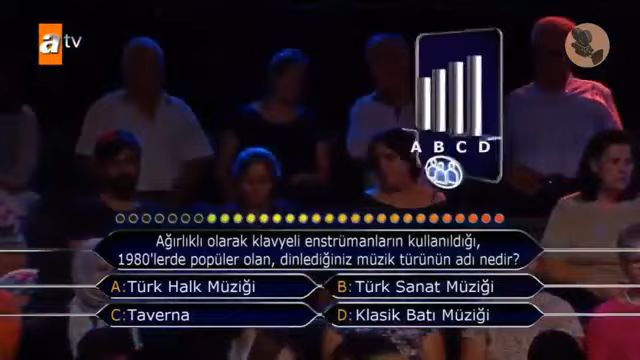 atv
A B C D
Ağırlıklı olarak klavyeli enstrümanların kullanıldığı,
1980'lerde popüler olan, dinlediğiniz müzik türünün adı nedir?
A: Türk Halk Müziği
B: Türk Sanat Müziği
C: Taverna
D: Klasik Batı Müziği